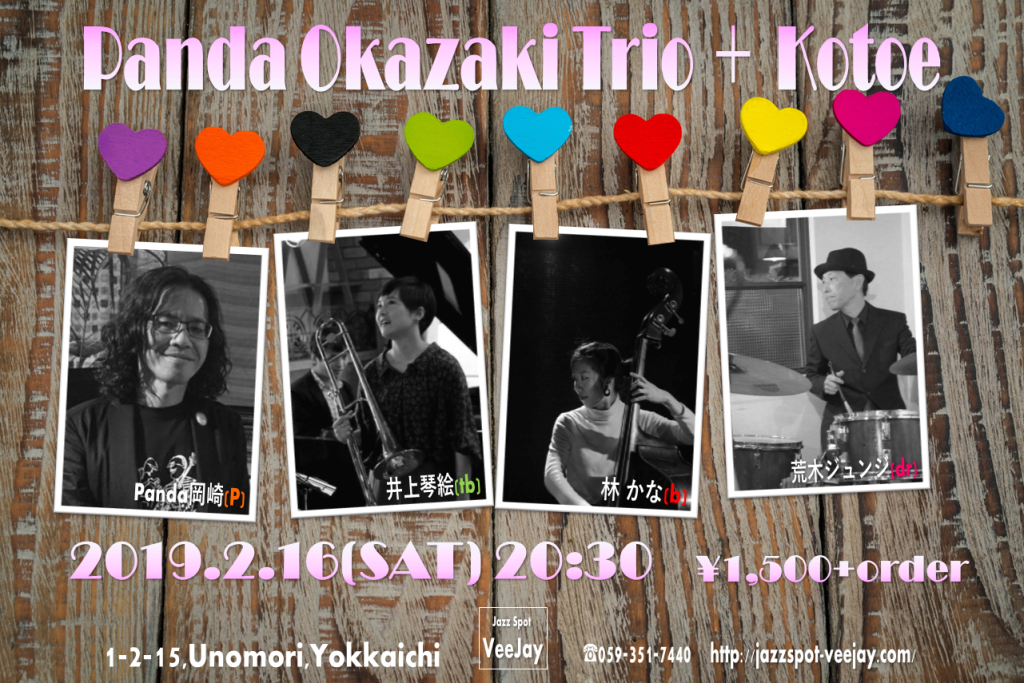 Panda Okazaki Trio + Kotoe
Panda岡崎(P)
井上琴絵(tb)
林 かな(b)
荒木ジュンジ(dr)
2019.2.16(SAT) 20:30
¥1,500+order
Jazz Spot
VeeJay
1-2-15,Unomori,Yokkaichi
☎059-351-7440
http://jazzspot-veejay.com/